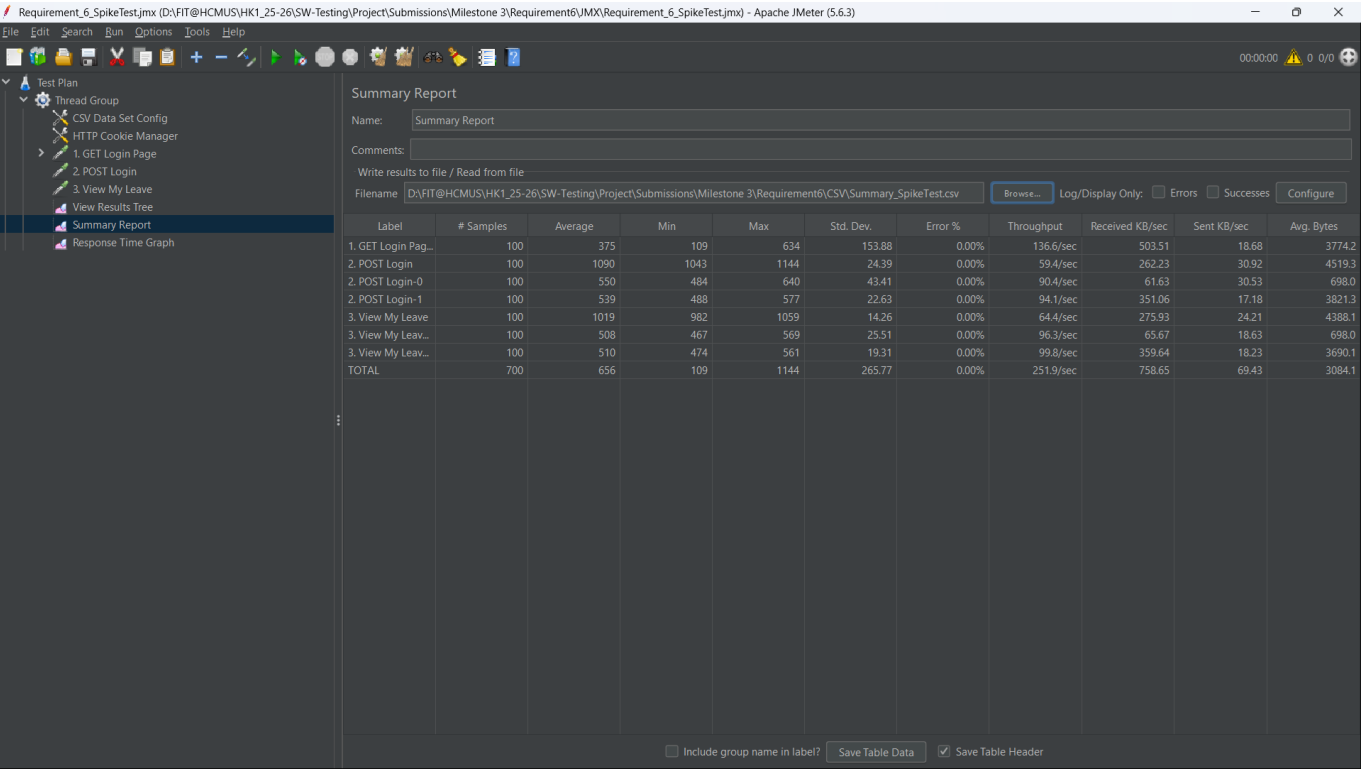 Requirement_6_SpikeTest.jmx (D:\FIT@HCMUS\HK1_25-26\SW-Testing\Project\Submissions\Milestone 3\Requirement6\JMX\Requirement_6_SpikeTest.jmx) - Apache JMeter (5.6.3)
File Edit Search Run Options Tools Help
00:00:00 0 0/0
Test Plan
Thread Group
CSV Data Set Config
HTTP Cookie Manager
1. GET Login Page
2. POST Login
3. View My Leave
View Results Tree
Summary Report
Response Time Graph
Summary Report
Name: Summary Report
Comments:
Write results to file / Read from file
Filename D:\FIT@HCMUS\HK1_25-26\SW-Testing\Project\Submissions\Milestone 3\Requirement6\CSV\Summary_SpikeTest.csv Browse... Log/Display Only: Errors Successes Configure
Label # Samples Average Min Max Std. Dev. Error % Throughput Received KB/sec Sent KB/sec Avg. Bytes
1. GET Login Pag... 100 375 109 634 153.88 0.00% 136.6/sec 503.51 18.68 3774.2
2. POST Login 100 1090 1043 1144 24.39 0.00% 59.4/sec 262.23 30.92 4519.3
2. POST Login-0 100 550 484 640 43.41 0.00% 90.4/sec 61.63 30.53 698.0
2. POST Login-1 100 539 488 577 22.63 0.00% 94.1/sec 351.06 17.18 3821.3
3. View My Leave 100 1019 982 1059 14.26 0.00% 64.4/sec 275.93 24.21 4388.1
3. View My Leav... 100 508 467 569 25.51 0.00% 96.3/sec 65.67 18.63 698.0
3. View My Leav... 100 510 474 561 19.31 0.00% 99.8/sec 359.64 18.23 3690.1
TOTAL 700 656 109 1144 265.77 0.00% 251.9/sec 758.65 69.43 3084.1
Include group name in label? Save Table Data Save Table Header